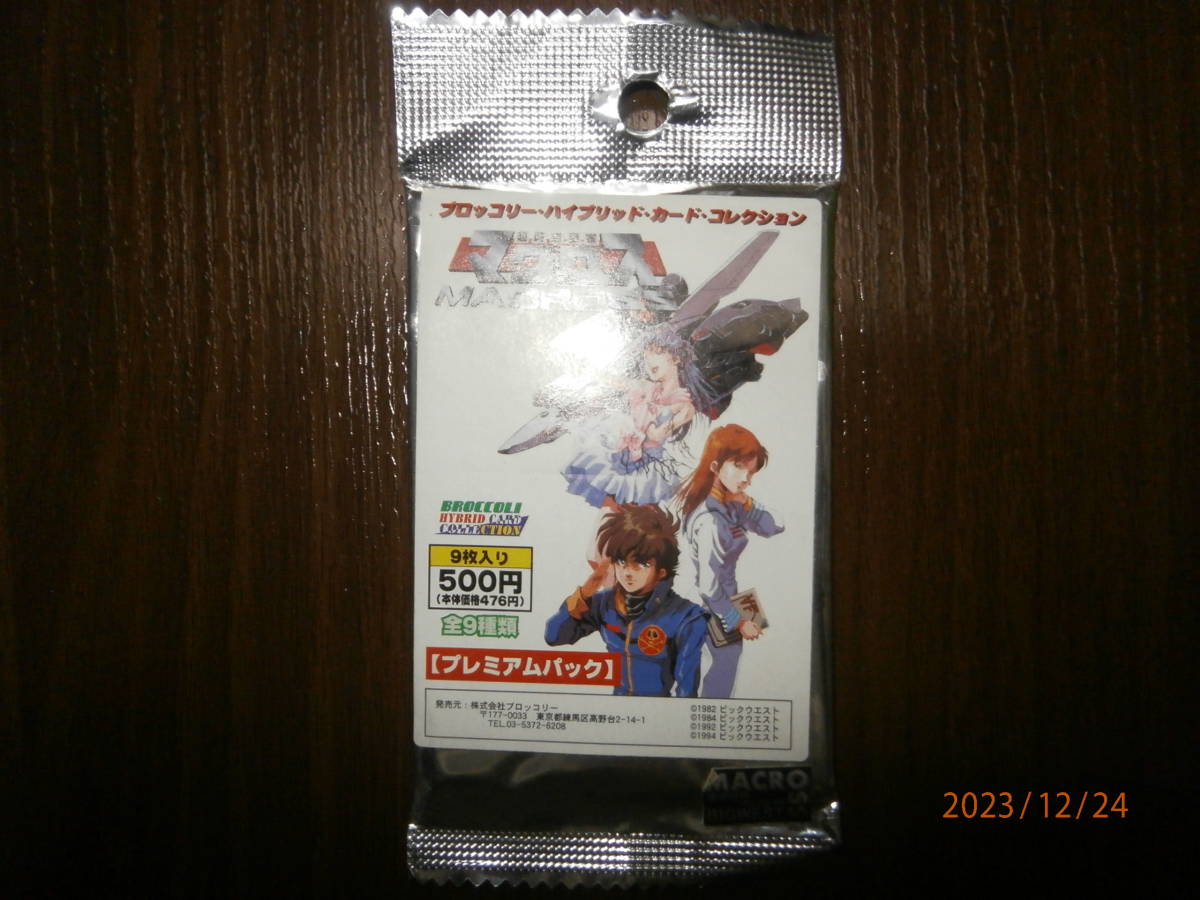 ブロッコリー・ハイブリッド・カード・コレクション
マクロス
MACROSS
BROCCOLI
HYBRID CARD
COLLECTION
9枚入り
500円
(本体価格476円)
全9種類
【プレミアムパック】
発売元：株式会社ブロッコリー
〒177-0033 東京都練馬区高野台2-14-1
TEL.03-5372-6208
©1982 ビックウエスト
©1984 ビックウエスト
©1992 ビックウエスト
©1994 ビックウエスト
MACRO
2023/12/24